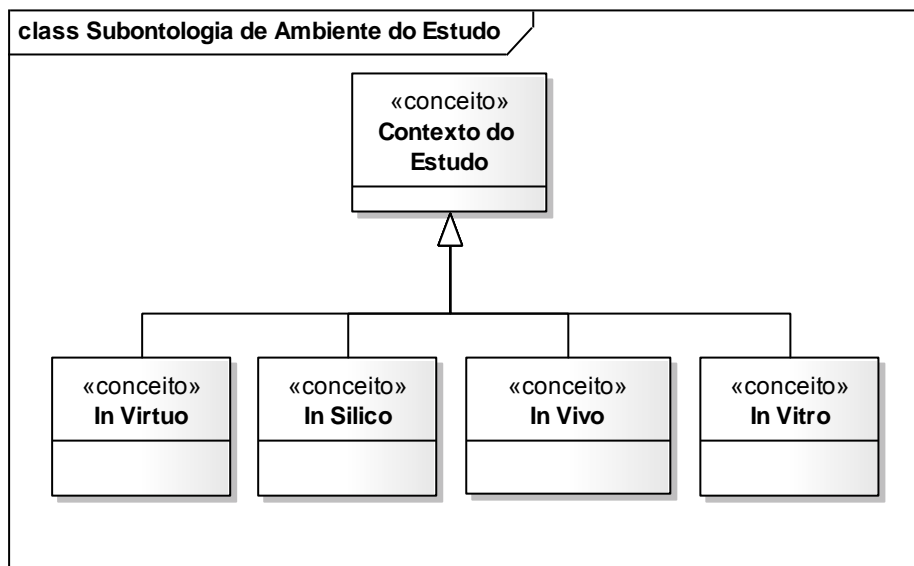 class Subontologia de Ambiente do Estudo
«conceito»
Contexto do
Estudo
«conceito»
In Virtuo
«conceito»
In Silico
«conceito»
In Vivo
«conceito»
In Vitro